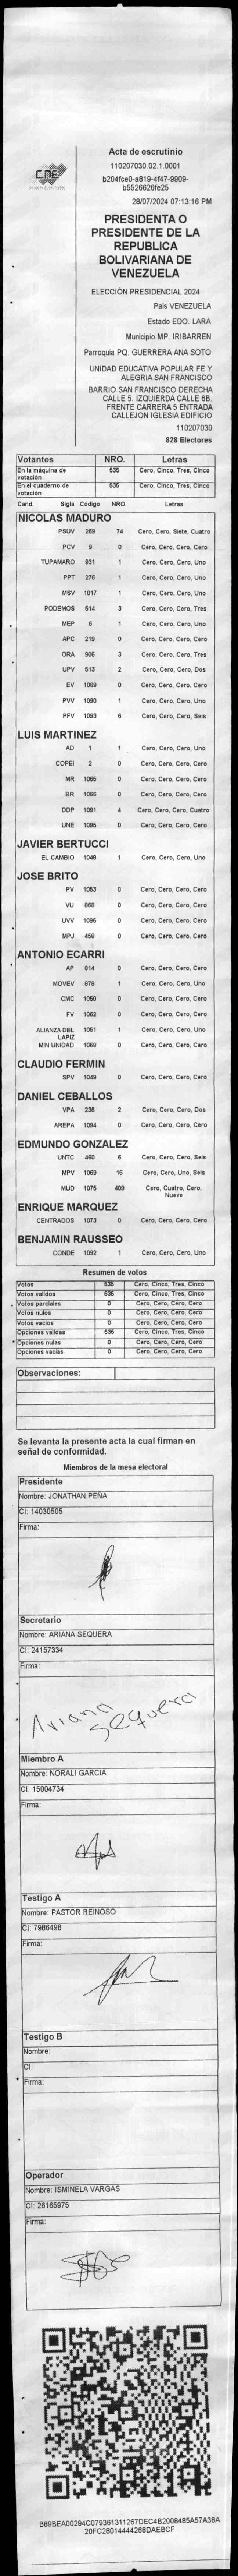 Acta de escrutinio
110207030.02.1.0001
b204fce0-a819-4f47-9909-
b5526626fe25
28/07/2024 07:13:16 PM
CNE
PRESIDENTA O
PRESIDENTE DE LA
REPUBLICA
BOLIVARIANA DE
VENEZUELA
ELECCIÓN PRESIDENCIAL 2024
País VENEZUELA
Estado EDO. LARA
Municipio MP. IRIBARREN
Parroquia PQ. GUERRERA ANA SOTO
UNIDAD EDUCATIVA POPULAR FE Y
ALEGRIA SAN FRANCISCO
BARRIO SAN FRANCISCO DERECHA
CALLE 5. IZQUIERDA CALLE 6B.
FRENTE CARRERA 5 ENTRADA
CALLEJON IGLESIA EDIFICIO
110207030
828 Electores
Votantes NRO. Letras
En la máquina de votación 535 Cero, Cinco, Tres, Cinco
En el cuaderno de votación 535 Cero, Cinco, Tres, Cinco
Cand. Sigla Código NRO. Letras
NICOLAS MADURO
PSUV 269 74 Cero, Cero, Siete, Cuatro
PCV 9 0 Cero, Cero, Cero, Cero
TUPAMARO 931 1 Cero, Cero, Cero, Uno
PPT 276 1 Cero, Cero, Cero, Uno
MSV 1017 1 Cero, Cero, Cero, Uno
PODEMOS 514 3 Cero, Cero, Cero, Tres
MEP 6 1 Cero, Cero, Cero, Uno
APC 219 0 Cero, Cero, Cero, Cero
ORA 906 3 Cero, Cero, Cero, Tres
UPV 513 2 Cero, Cero, Cero, Dos
EV 1089 0 Cero, Cero, Cero, Cero
PVV 1090 1 Cero, Cero, Cero, Uno
PFV 1093 6 Cero, Cero, Cero, Seis
LUIS MARTINEZ
AD 1 1 Cero, Cero, Cero, Uno
COPEI 2 0 Cero, Cero, Cero, Cero
MR 1065 0 Cero, Cero, Cero, Cero
BR 1066 0 Cero, Cero, Cero, Cero
DDP 1091 4 Cero, Cero, Cero, Cuatro
UNE 1095 0 Cero, Cero, Cero, Cero
JAVIER BERTUCCI
EL CAMBIO 1048 1 Cero, Cero, Cero, Uno
JOSE BRITO
PV 1053 0 Cero, Cero, Cero, Cero
VU 868 0 Cero, Cero, Cero, Cero
UVV 1096 0 Cero, Cero, Cero, Cero
MPJ 459 0 Cero, Cero, Cero, Cero
ANTONIO ECARRI
AP 814 0 Cero, Cero, Cero, Cero
MOVEV 978 1 Cero, Cero, Cero, Uno
CMC 1050 0 Cero, Cero, Cero, Cero
FV 1062 0 Cero, Cero, Cero, Cero
ALIANZA DEL LAPIZ 1051 1 Cero, Cero, Cero, Uno
MIN UNIDAD 1068 0 Cero, Cero, Cero, Cero
CLAUDIO FERMIN
SPV 1049 0 Cero, Cero, Cero, Cero
DANIEL CEBALLOS
VPA 236 2 Cero, Cero, Cero, Dos
AREPA 1094 0 Cero, Cero, Cero, Cero
EDMUNDO GONZALEZ
UNTC 460 6 Cero, Cero, Cero, Seis
MPV 1069 16 Cero, Cero, Uno, Seis
MUD 1075 409 Cero, Cuatro, Cero, Nueve
ENRIQUE MARQUEZ
CENTRADOS 1073 0 Cero, Cero, Cero, Cero
BENJAMIN RAUSSEO
CONDE 1092 1 Cero, Cero, Cero, Uno
Resumen de votos
Votos 535 Cero, Cinco, Tres, Cinco
Votos validos 535 Cero, Cinco, Tres, Cinco
Votos parciales 0 Cero, Cero, Cero, Cero
Votos nulos 0 Cero, Cero, Cero, Cero
Votos vacios 0 Cero, Cero, Cero, Cero
Opciones validas 535 Cero, Cinco, Tres, Cinco
Opciones nulas 0 Cero, Cero, Cero, Cero
Opciones vacias 0 Cero, Cero, Cero, Cero
Observaciones:
Se levanta la presente acta la cual firman en
señal de conformidad.
Miembros de la mesa electoral
Presidente
Nombre: JONATHAN PEÑA
CI: 14030505
Firma:
Secretario
Nombre: ARIANA SEQUERA
CI: 24157334
Firma:
Ariana Sequera
Miembro A
Nombre: NORALI GARCIA
CI: 15004734
Firma:
Testigo A
Nombre: PASTOR REINOSO
CI: 7986498
Firma:
Testigo B
Nombre:
CI:
Firma:
Operador
Nombre: ISMINELA VARGAS
CI: 26165975
Firma:
B89BEA00294C079361311267DEC4B2008485A57A38A
20FC28014444268DAEBCF